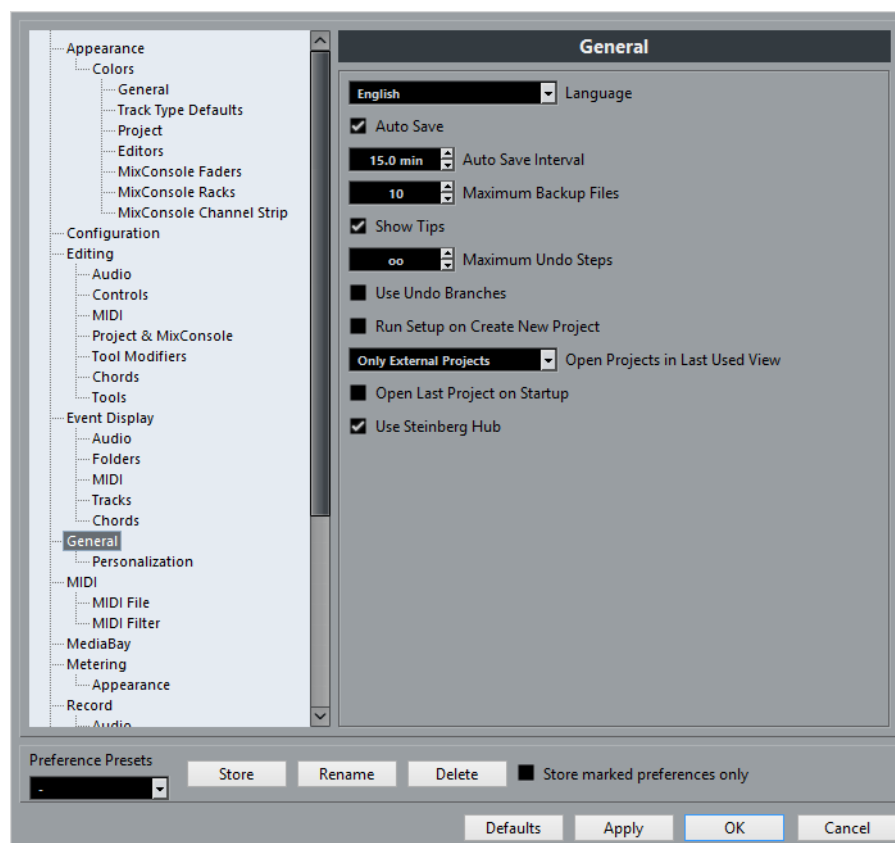 Appearance
Colors
General
Track Type Defaults
Project
Editors
MixConsole Faders
MixConsole Racks
MixConsole Channel Strip
Configuration
Editing
Audio
Controls
MIDI
Project & MixConsole
Tool Modifiers
Chords
Tools
Event Display
Audio
Folders
MIDI
Tracks
Chords
General
Personalization
MIDI
MIDI File
MIDI Filter
MediaBay
Metering
Appearance
Record
Audio
General
English Language
Auto Save
15.0 min Auto Save Interval
10 Maximum Backup Files
Show Tips
oo Maximum Undo Steps
Use Undo Branches
Run Setup on Create New Project
Only External Projects Open Projects in Last Used View
Open Last Project on Startup
Use Steinberg Hub
Preference Presets
- Store Rename Delete Store marked preferences only
Defaults Apply OK Cancel